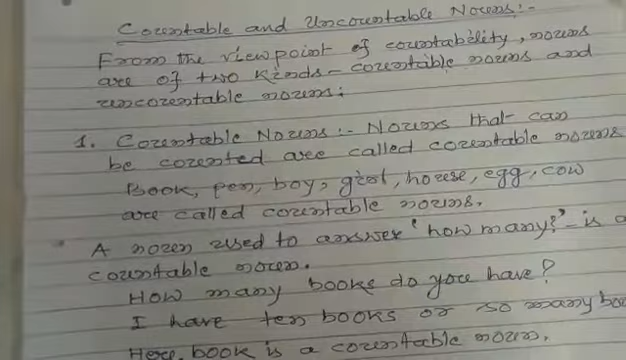 Countable and Uncountable Nouns:-
From the viewpoint of countability, nouns
are of two kinds - countable nouns and
uncountable nouns:
1. Countable Nouns:- Nouns that can
be counted are called countable nouns
Book, pen, boy, girl, house, egg, cow
are called countable nouns.
A noun used to answer 'how many?' - is a
countable noun.
How many books do you have?
I have ten books or so many
Here, book is a countable noun.